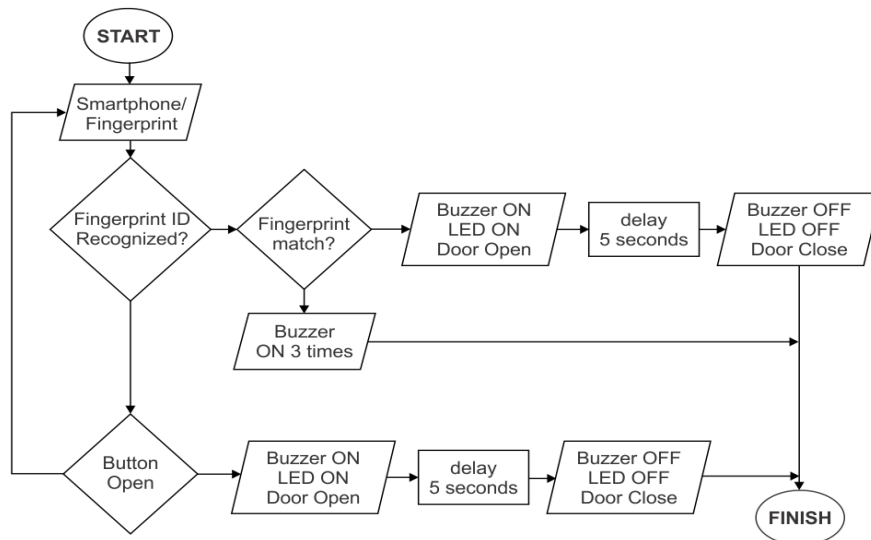 START
Smartphone/
Fingerprint
Fingerprint ID
Recognized?
Fingerprint
match?
Buzzer ON
LED ON
Door Open
delay
5 seconds
Buzzer OFF
LED OFF
Door Close
Buzzer
ON 3 times
Button
Open
Buzzer ON
LED ON
Door Open
delay
5 seconds
Buzzer OFF
LED OFF
Door Close
FINISH